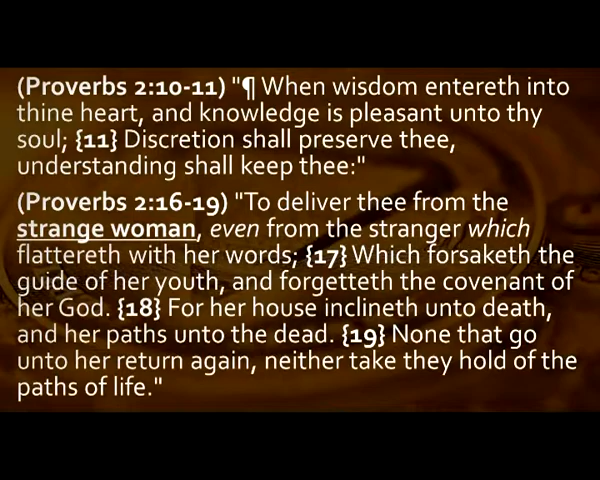 (Proverbs 2:10-11) "¶ When wisdom entereth into
thine heart, and knowledge is pleasant unto thy
soul; {11} Discretion shall preserve thee,
understanding shall keep thee:"
(Proverbs 2:16-19) "To deliver thee from the
strange woman, even from the stranger which
flattereth with her words; {17} Which forsaketh the
guide of her youth, and forgetteth the covenant of
her God. {18} For her house inclineth unto death,
and her paths unto the dead. {19} None that go
unto her return again, neither take they hold of the
paths of life."